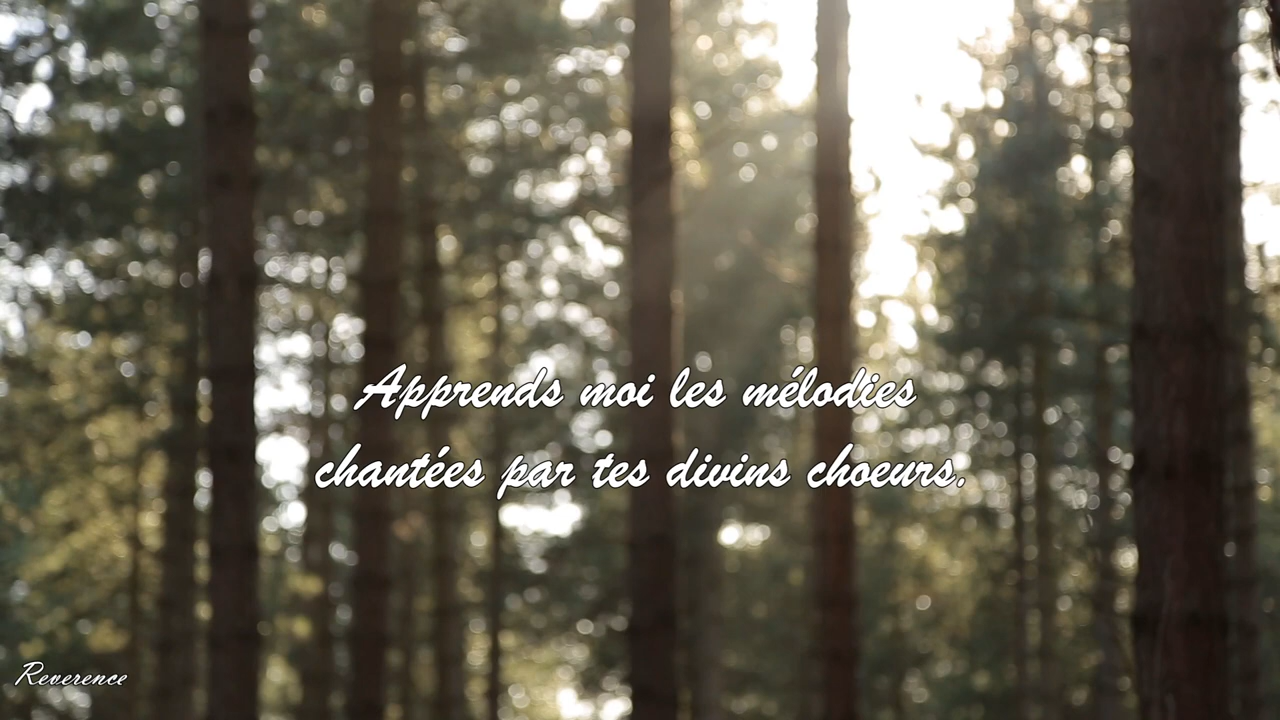 Apprends moi les mélodies
chantées par tes divins choeurs.
Reverence